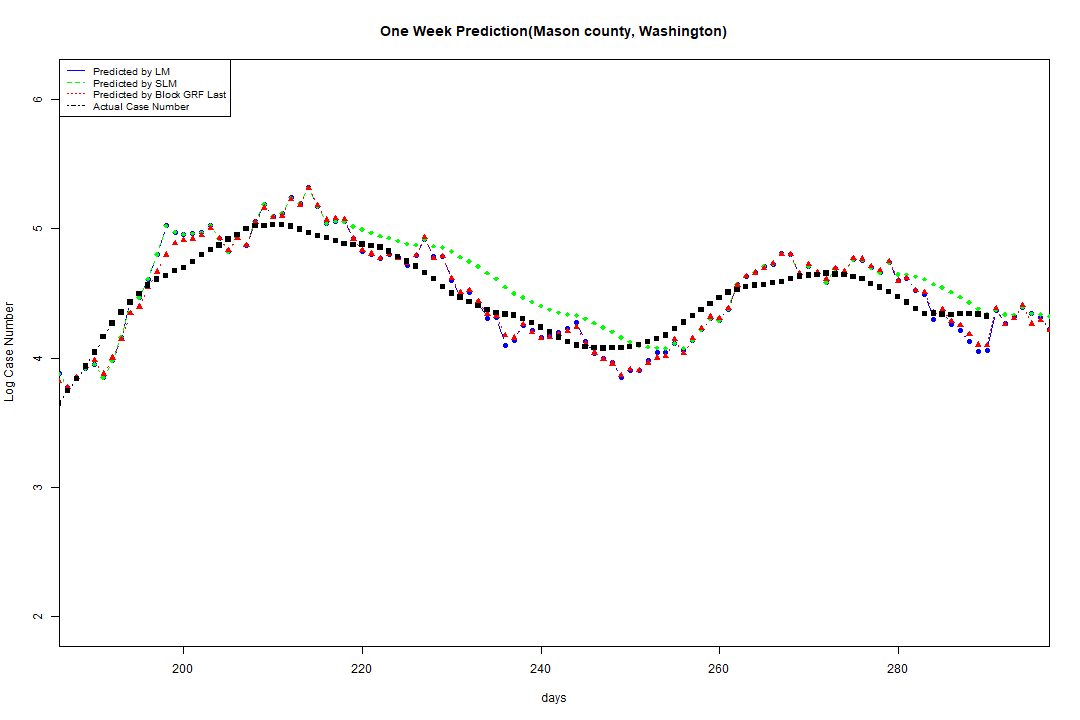 One Week Prediction(Mason county, Washington)
Predicted by LM
Predicted by SLM
Predicted by Block GRF Last
Actual Case Number
6
5
4
3
2
Log Case Number
200 220 240 260 280
days